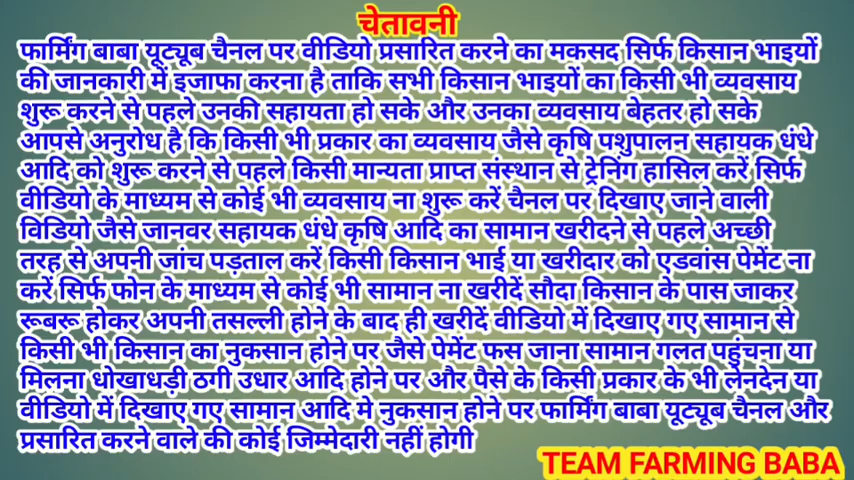 चेतावनी
फार्मिंग बाबा यूट्यूब चैनल पर वीडियो प्रसारित करने का मकसद सिर्फ किसान भाइयों
की जानकारी में इजाफा करना है ताकि सभी किसान भाइयों का किसी भी व्यवसाय
शुरू करने से पहले उनकी सहायता हो सके और उनका व्यवसाय बेहतर हो सके
आपसे अनुरोध है कि किसी भी प्रकार का व्यवसाय जैसे कृषि पशुपालन सहायक धंधे
आदि को शुरू करने से पहले किसी मान्यता प्राप्त संस्थान से ट्रेनिंग हासिल करें सिर्फ
वीडियो के माध्यम से कोई भी व्यवसाय ना शुरू करें चैनल पर दिखाए जाने वाली
विडियो जैसे जानवर सहायक धंधे कृषि आदि का सामान खरीदने से पहले अच्छी
तरह से अपनी जांच पड़ताल करें किसी किसान भाई या खरीदार को एडवांस पेमेंट ना
करें सिर्फ फोन के माध्यम से कोई भी सामान ना खरीदें सौदा किसान के पास जाकर
रूबरू होकर अपनी तसल्ली होने के बाद ही खरीदें वीडियो में दिखाए गए सामान से
किसी भी किसान का नुकसान होने पर जैसे पेमेंट फस जाना सामान गलत पहुंचना या
मिलना धोखाधड़ी ठगी उधार आदि होने पर और पैसे के किसी प्रकार के भी लेनदेन या
वीडियो में दिखाए गए सामान आदि मे नुकसान होने पर फार्मिंग बाबा यूट्यूब चैनल और
प्रसारित करने वाले की कोई जिम्मेदारी नहीं होगी
TEAM FARMING BABA